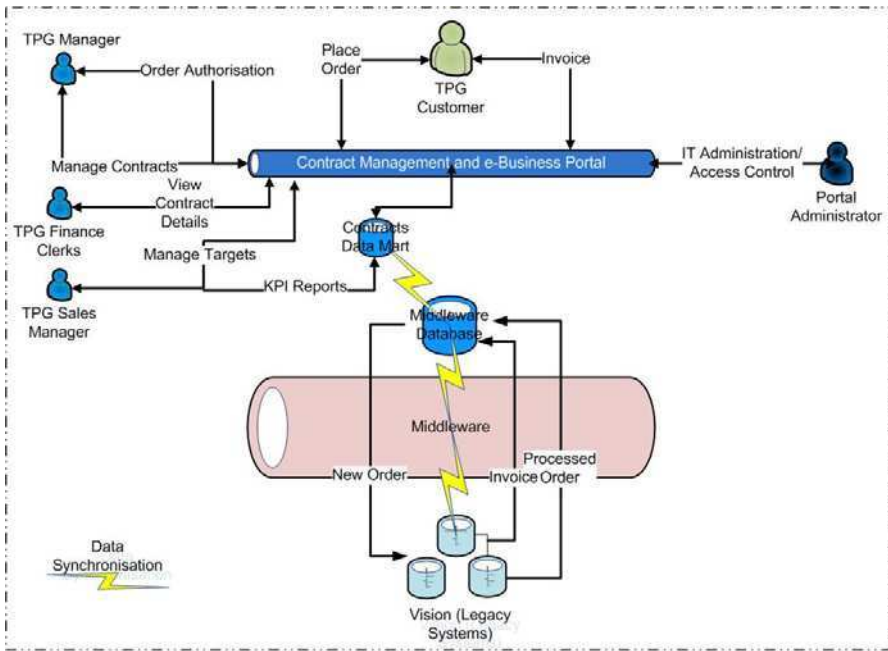 TPG Manager
Order Authorisation
Place
Order
Invoice
TPG
Customer
Manage Contracts
Contract Management and e-Business Portal
IT Administration/
Access Control
Portal
Administrator
View
Contract
Details
TPG Finance
Clerks
Contracts
Data Mart
Manage Targets
KPI Reports
TPG Sales
Manager
Middleware
Database
Middleware
New Order
Invoice
Processed
Order
Data
Synchronisation
Vision (Legacy
Systems)